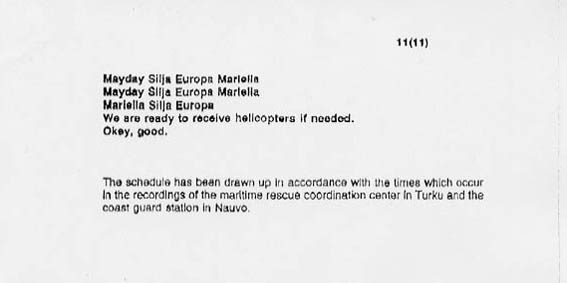 11(11)
Mayday Silja Europa Mariella
Mayday Silja Europa Mariella
Mariella Silja Europa
We are ready to receive helicopters if needed.
Okey, good.
The schedule has been drawn up in accordance with the times which occur
in the recordings of the maritime rescue coordination center in Turku and the
coast guard station in Nauvo.